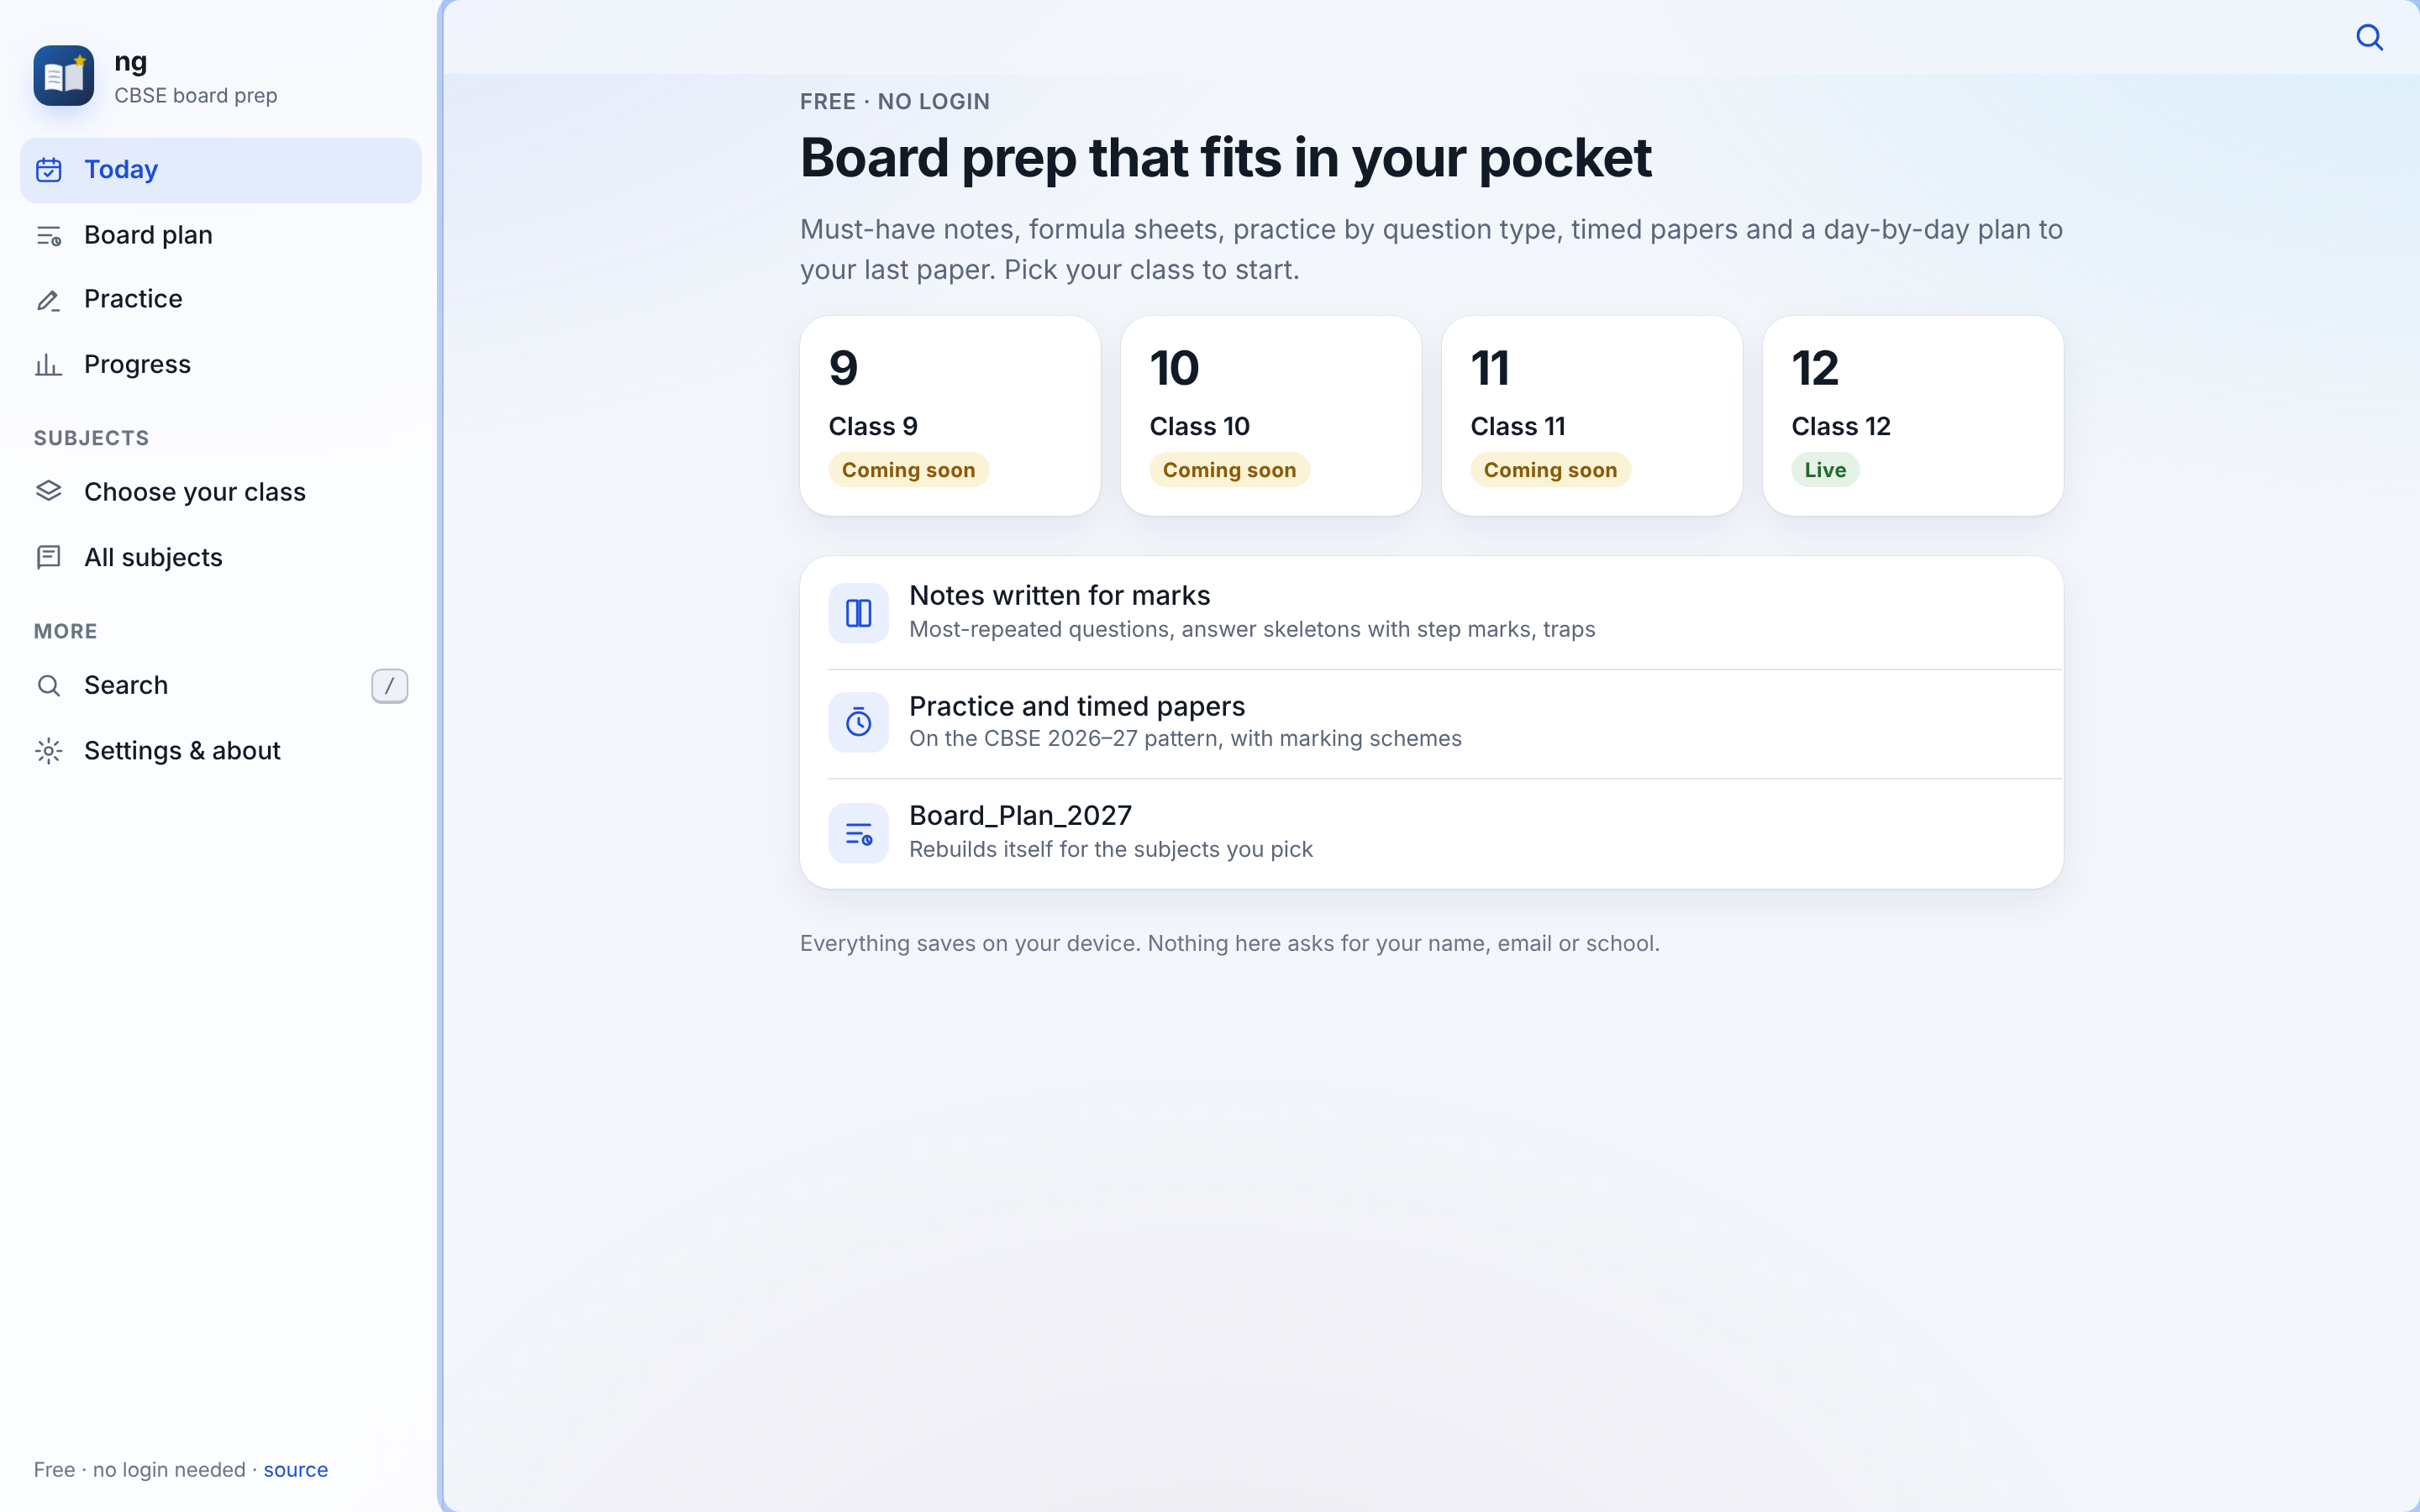 ng
CBSE board prep
Today
Board plan
Practice
Progress
SUBJECTS
Choose your class
All subjects
MORE
Search /
Settings & about
Free · no login needed · source
FREE · NO LOGIN
Board prep that fits in your pocket
Must-have notes, formula sheets, practice by question type, timed papers and a day-by-day plan to
your last paper. Pick your class to start.
9
Class 9
Coming soon
10
Class 10
Coming soon
11
Class 11
Coming soon
12
Class 12
Live
Notes written for marks
Most-repeated questions, answer skeletons with step marks, traps
Practice and timed papers
On the CBSE 2026–27 pattern, with marking schemes
Board_Plan_2027
Rebuilds itself for the subjects you pick
Everything saves on your device. Nothing here asks for your name, email or school.